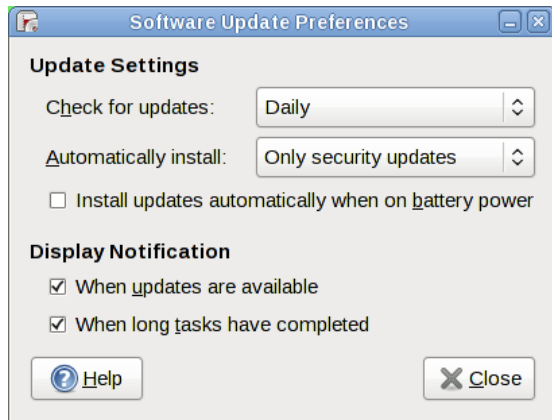 Software Update Preferences
Update Settings
Check for updates: Daily
Automatically install: Only security updates
Install updates automatically when on battery power
Display Notification
When updates are available
When long tasks have completed
Help Close